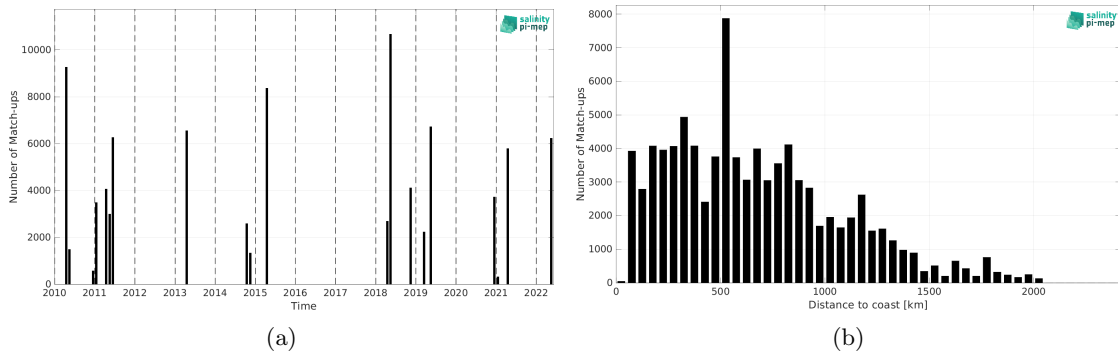 salinity
pi-mep
10000
8000
6000
4000
2000
0
Number of Match-ups
2010 2011 2012 2013 2014 2015 2016 2017 2018 2019 2020 2021 2022
Time
(a)
salinity
pi-mep
8000
7000
6000
5000
4000
3000
2000
1000
0
Number of Match-ups
0 500 1000 1500 2000
Distance to coast [km]
(b)